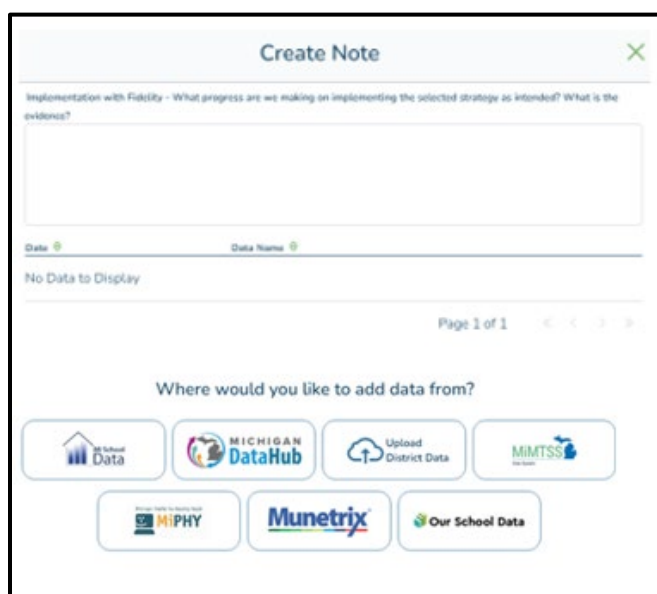 Create Note
Implementation with Fidelity - What progress are we making on implementing the selected strategy as intended? What is the
evidence?
Date Data Name
No Data to Display
Page 1 of 1
Where would you like to add data from?
MI School
Data
MICHIGAN
DataHub
Upload
District Data
MiMTSS
MiPHY
Munetrix
Our School Data